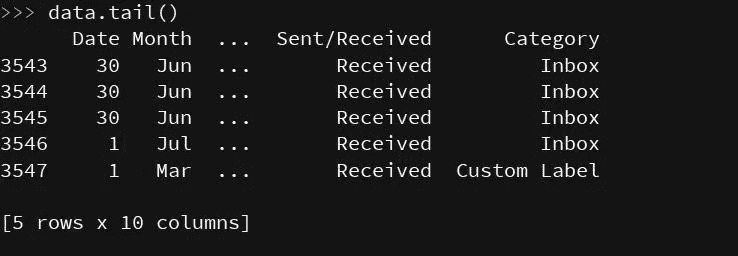 >>> data.tail()
      Date Month  ...  Sent/Received      Category
3543    30   Jun  ...       Received         Inbox
3544    30   Jun  ...       Received         Inbox
3545    30   Jun  ...       Received         Inbox
3546     1   Jul  ...       Received         Inbox
3547     1   Mar  ...       Received  Custom Label
[5 rows x 10 columns]